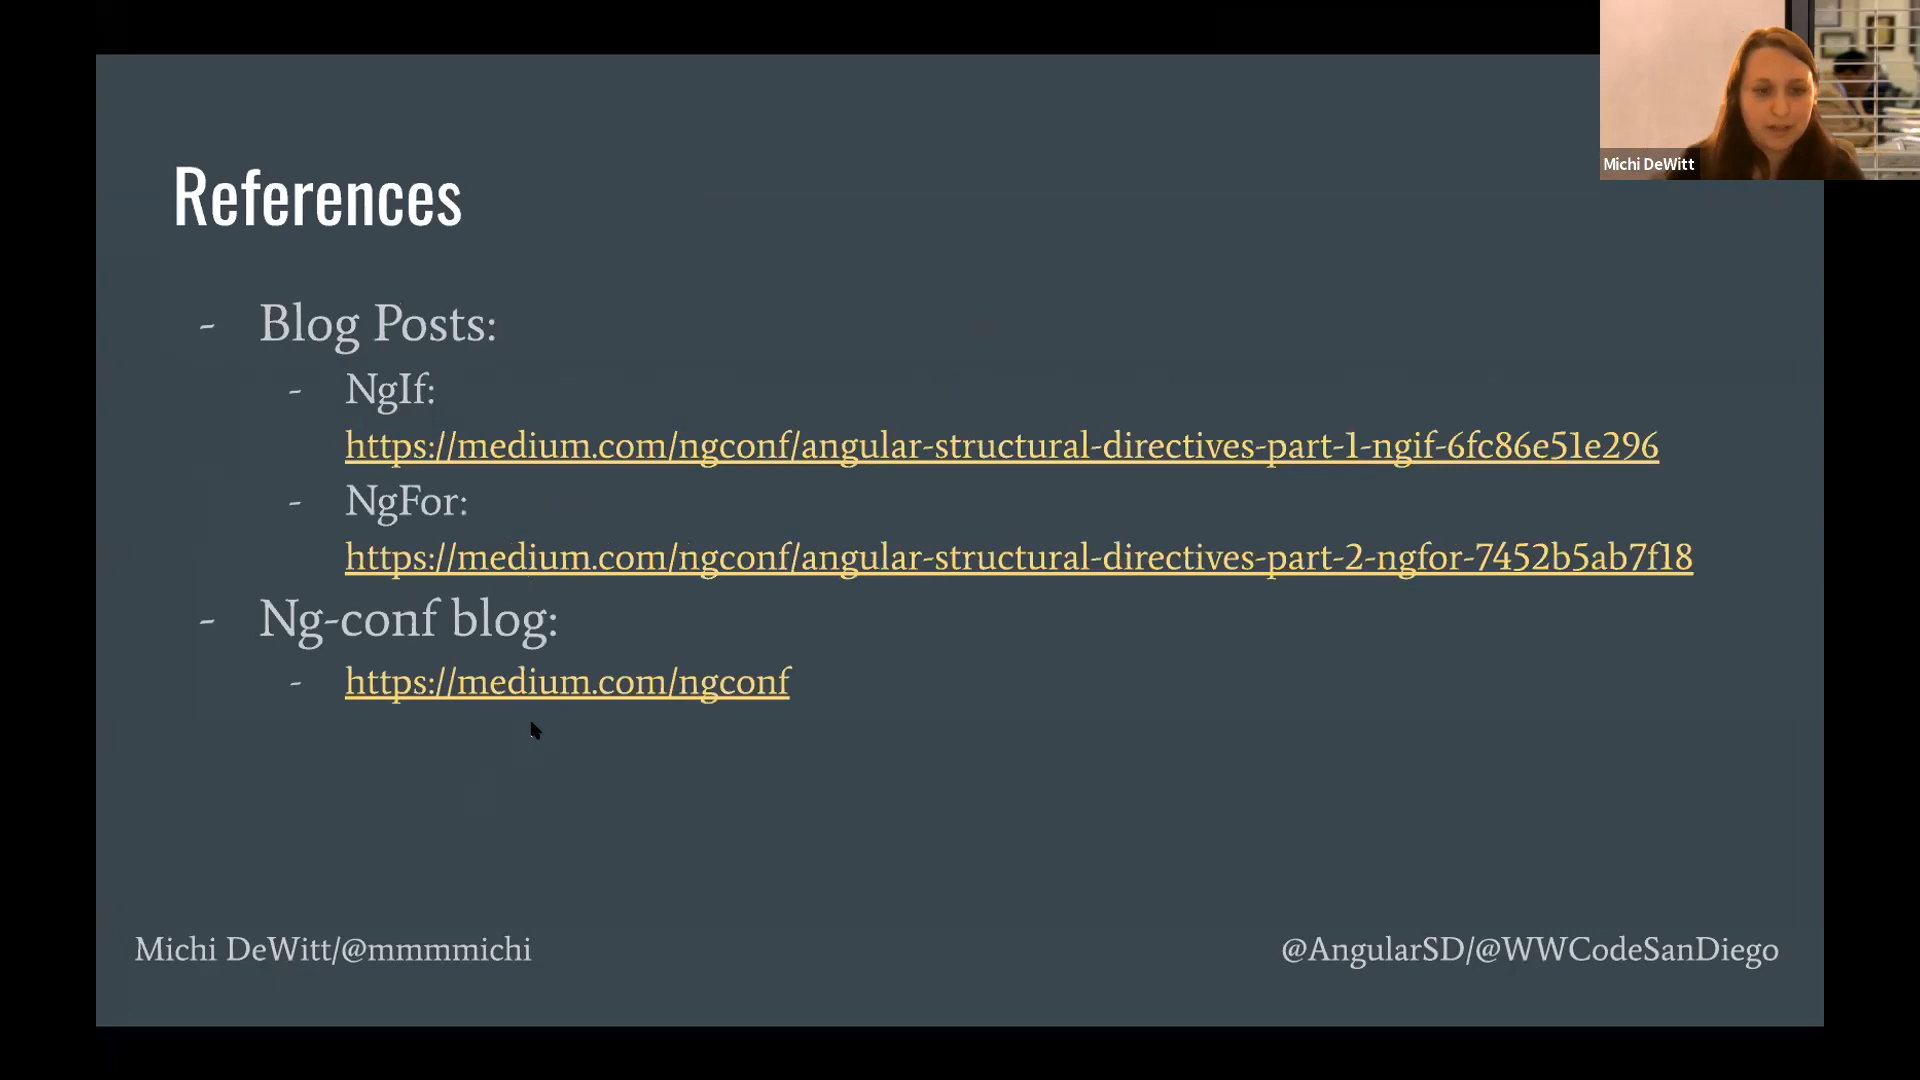 Michi DeWitt
References
- Blog Posts:
- NgIf:
https://medium.com/ngconf/angular-structural-directives-part-1-ngif-6fc86e51e296
- NgFor:
https://medium.com/ngconf/angular-structural-directives-part-2-ngfor-7452b5ab7f18
- Ng-conf blog:
- https://medium.com/ngconf
Michi DeWitt/@mmmmichi
@AngularSD/@WWCodeSanDiego